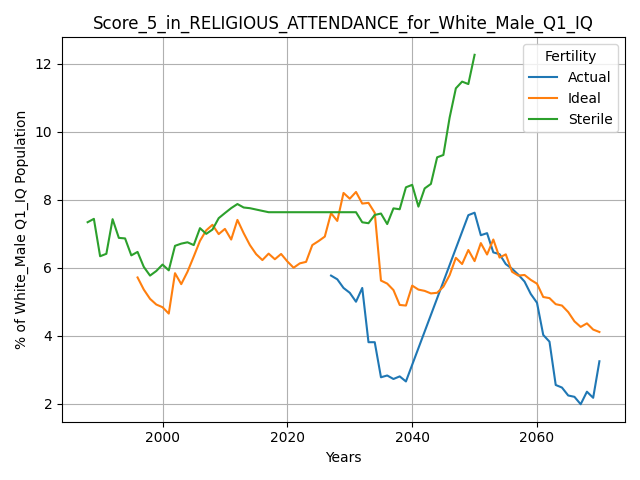 Score_5_in_RELIGIOUS_ATTENDANCE_for_White_Male_Q1_IQ
% of White_Male Q1_IQ Population
12
10
8
6
4
2
Fertility
Actual
Ideal
Sterile
2000 2020 2040 2060
Years